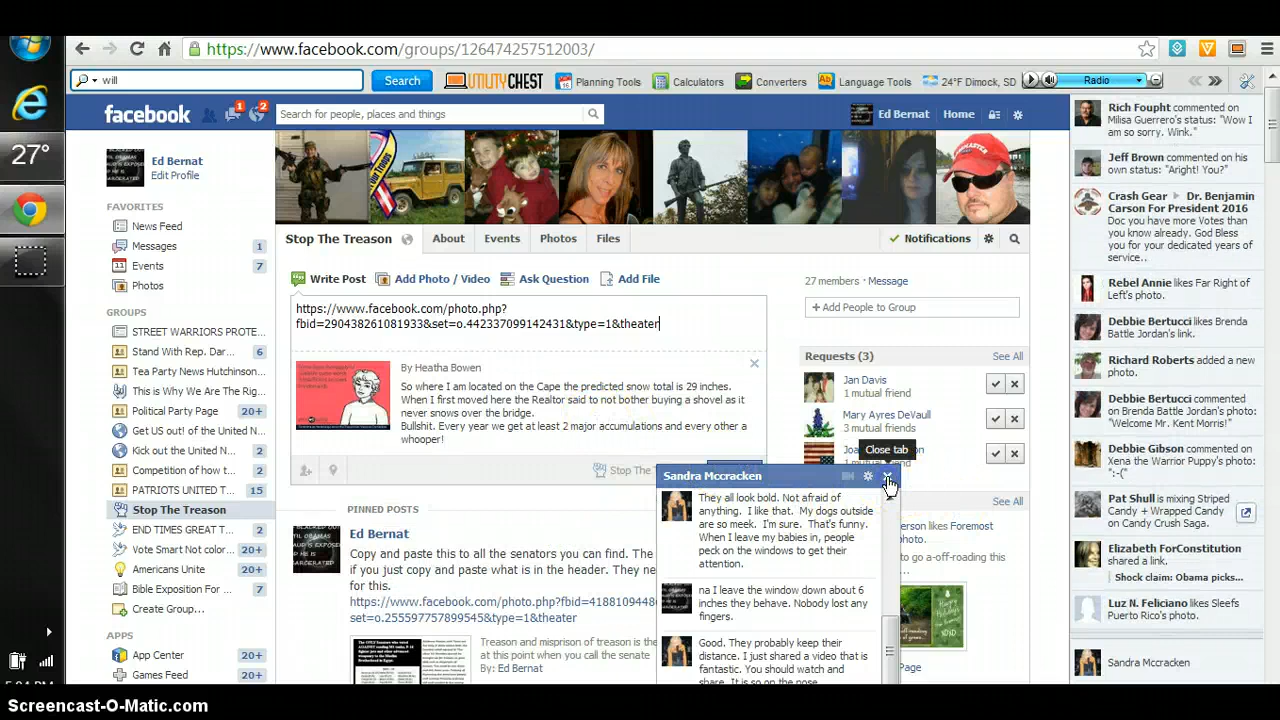 https://www.facebook.com/groups/126474257512003/
will
Search
UTILITY CHEST
Planning Tools
Calculators
Converters
Language Tools
24°F Dimock, SD
Radio
facebook
1
2
Search for people, places and things
Ed Bernat
Home
27°
Ed Bernat
Edit Profile
FAVORITES
News Feed
Messages 1
Events 7
Photos
GROUPS
STREET WARRIORS PROTE...
Stand With Rep. Dar... 6
Tea Party News Hutchinson...
This is Why We Are The Rig...
Political Party Page 20+
Get US out! of the United N...
Kick out the United N... 2
Competition of how t... 20+
PATRIOTS UNITED T... 15
Stop The Treason
END TIMES GREAT T... 2
Vote Smart Not color... 20+
Americans Unite 20+
Bible Exposition For ... 7
Create Group...
APPS
20+
Games Feed 20+
Stop The Treason
About
Events
Photos
Files
Notifications
Write Post
Add Photo / Video
Ask Question
Add File
https://www.facebook.com/photo.php?
fbid=290438261081933&set=o.442337099142431&type=1&theater
By Heatha Bowen
So where I am located on the Cape the predicted snow total is 29 inches.
When I first moved here the Realtor said to not bother buying a shovel as it
never snows over the bridge.
Bullshit. Every year we get at least 2 major accumulations and every other a
whooper!
Stop The
PINNED POSTS
Ed Bernat
Copy and paste this to all the senators you can find. The
if you just copy and paste what is in the header. They ne
for this.
https://www.facebook.com/photo.php?fbid=4188109448
set=o.255597757899545&type=1&theater
Treason and misprison of treason is the
at this point when you call the sena
By: Ed Bernat
27 members · Message
+ Add People to Group
Requests (3)
See All
Jan Davis
1 mutual friend
Mary Ayres DeVaull
3 mutual friends
Close tab
See All
erson likes Foremost
hoto.
go a-off-roading this
Page
Sandra Mccracken
They all look bold. Not afraid of
anything. I like that. My dogs outside
are so meek. I'm sure. That's funny.
When I leave my babies in, people
peck on the windows to get their
attention.
na I leave the window down about 6
inches they behave. Nobody lost any
fingers.
Good. They probably keep their
distance. I just shared a video that is
fantastic. You should watch and
share. It is so on the nose.
Rich Fought commented on
Milisa Guerrero's status: "Wow I
am so sorry. Wink."
Jeff Brown commented on
his own
status: "Aright! You?"
Crash Gear ▸ Dr. Benjamin
Carson For President 2016
Doc you have more Votes than
you know already. God Bless
you for your dedicated years of
service..
Rebel Annie likes Far Right of
Left's photo.
Debbie Bertucci likes Brenda
Battle Jordan's link.
Richard Roberts added a new
photo.
Debbie Bertucci commented
on Brenda Battle Jordan's photo:
"Welcome Mr. Kent Morris!"
Debbie Gibson commented on
Xena the Warrior Puppy's photo:
":-("
Pat Shull is mixing Striped
Candy + Wrapped Candy
on Candy Crush Saga.
Elizabeth ForConstitution
shared a link.
Shock claim: Obama picks...
Luz N. Feliciano likes Sleefs
Puerto Rico's photo.
Sandra Mccracken
Screencast-O-Matic.com